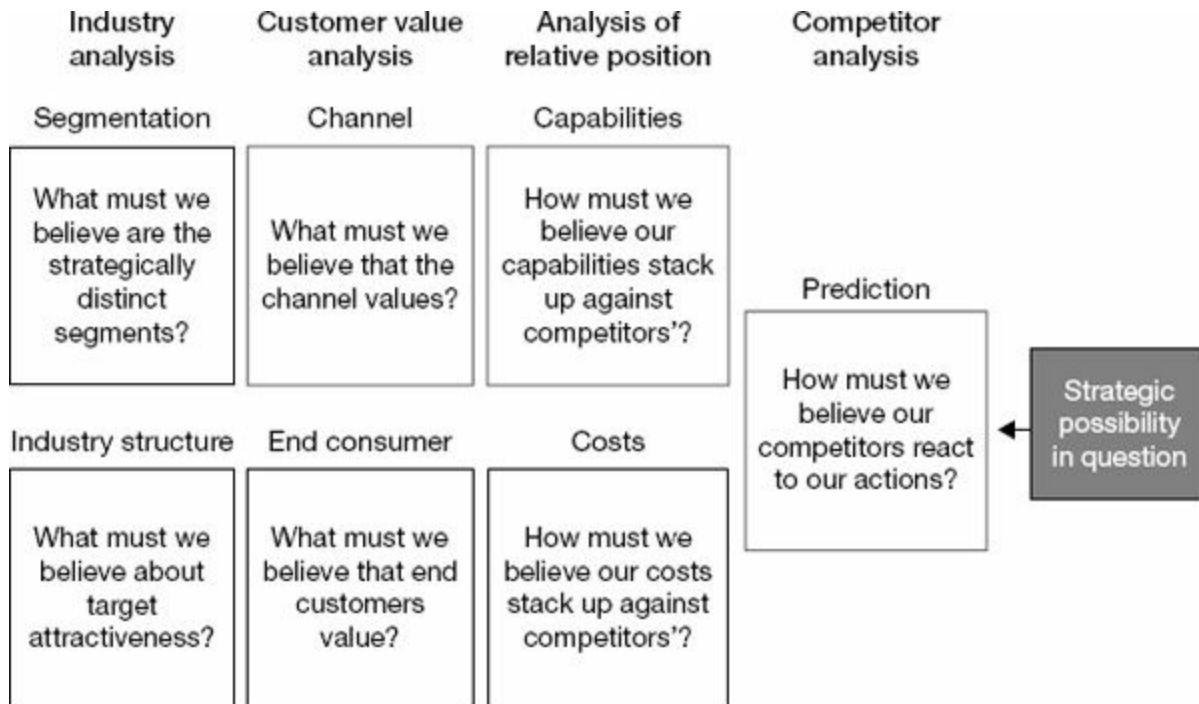 Industry
analysis
Customer value
analysis
Analysis of
relative position
Competitor
analysis
Segmentation
What must we
believe are the
strategically
distinct
segments?
Channel
What must we
believe that the
channel values?
Capabilities
How must we
believe our
capabilities stack
up against
competitors’?
Industry structure
What must we
believe about
target
attractiveness?
End consumer
What must we
believe that end
customers
value?
Costs
How must we
believe our costs
stack up against
competitors’?
Prediction
How must we
believe our
competitors react
to our actions?
Strategic
possibility
in question